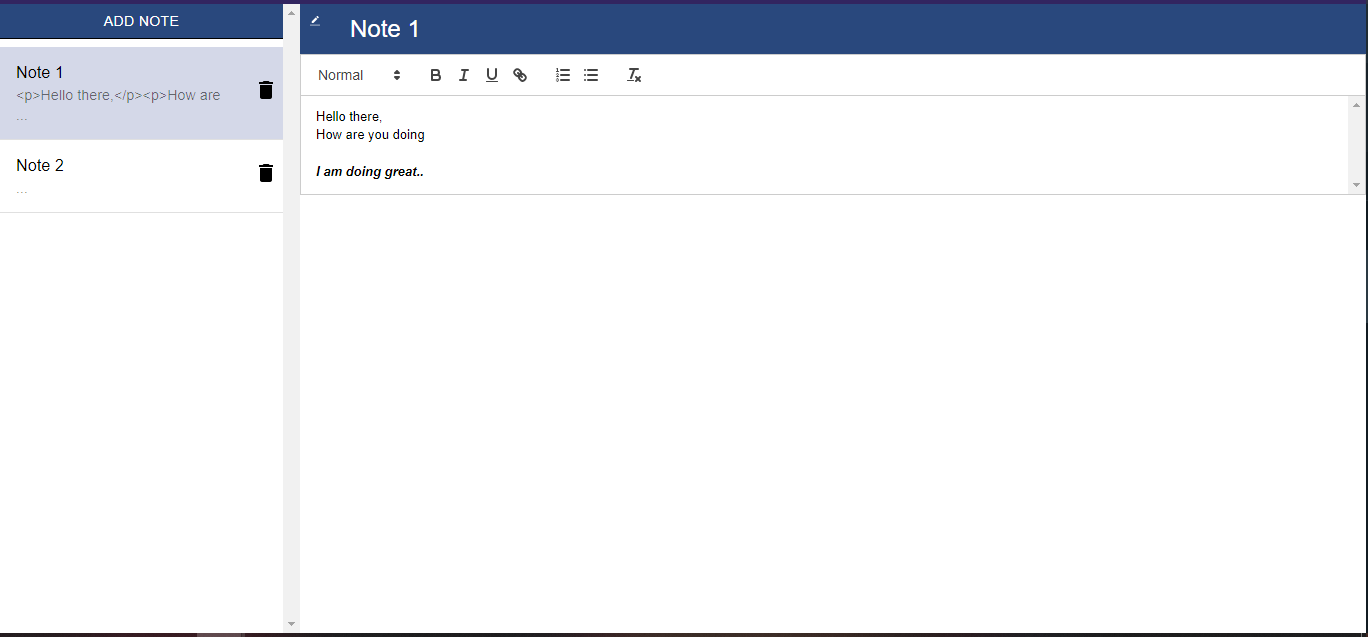 ADD NOTE
Note 1
<p>Hello there,</p><p>How are
...
Note 2
...
Note 1
Normal
Hello there,
How are you doing
I am doing great..